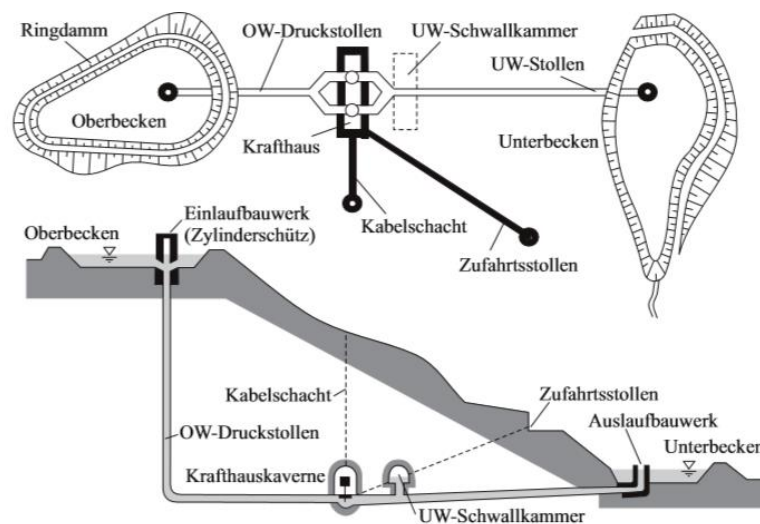 Ringdamm
OW-Druckstollen
UW-Schwallkammer
UW-Stollen
Oberbecken
Krafthaus
Unterbecken
Kabelschacht
Zufahrtsstollen
Oberbecken
Einlaufbauwerk
(Zylinderschütz)
Kabelschacht
Zufahrtsstollen
Auslaufbauwerk
OW-Druckstollen
Unterbecken
Krafthauskaverne
UW-Schwallkammer